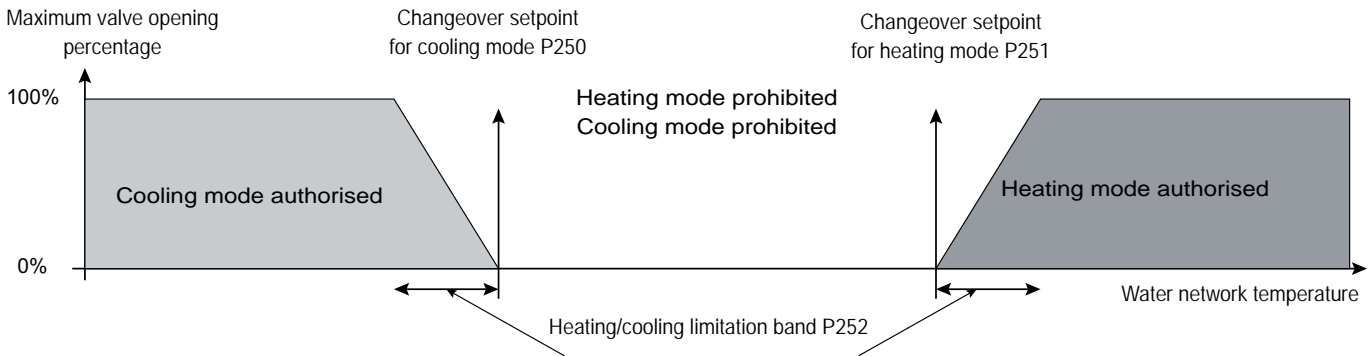 Maximum valve opening
percentage
Changeover setpoint
for cooling mode P250
Changeover setpoint
for heating mode P251
100%
Heating mode prohibited
Cooling mode prohibited
Cooling mode authorised
Heating mode authorised
0%
Water network temperature
Heating/cooling limitation band P252